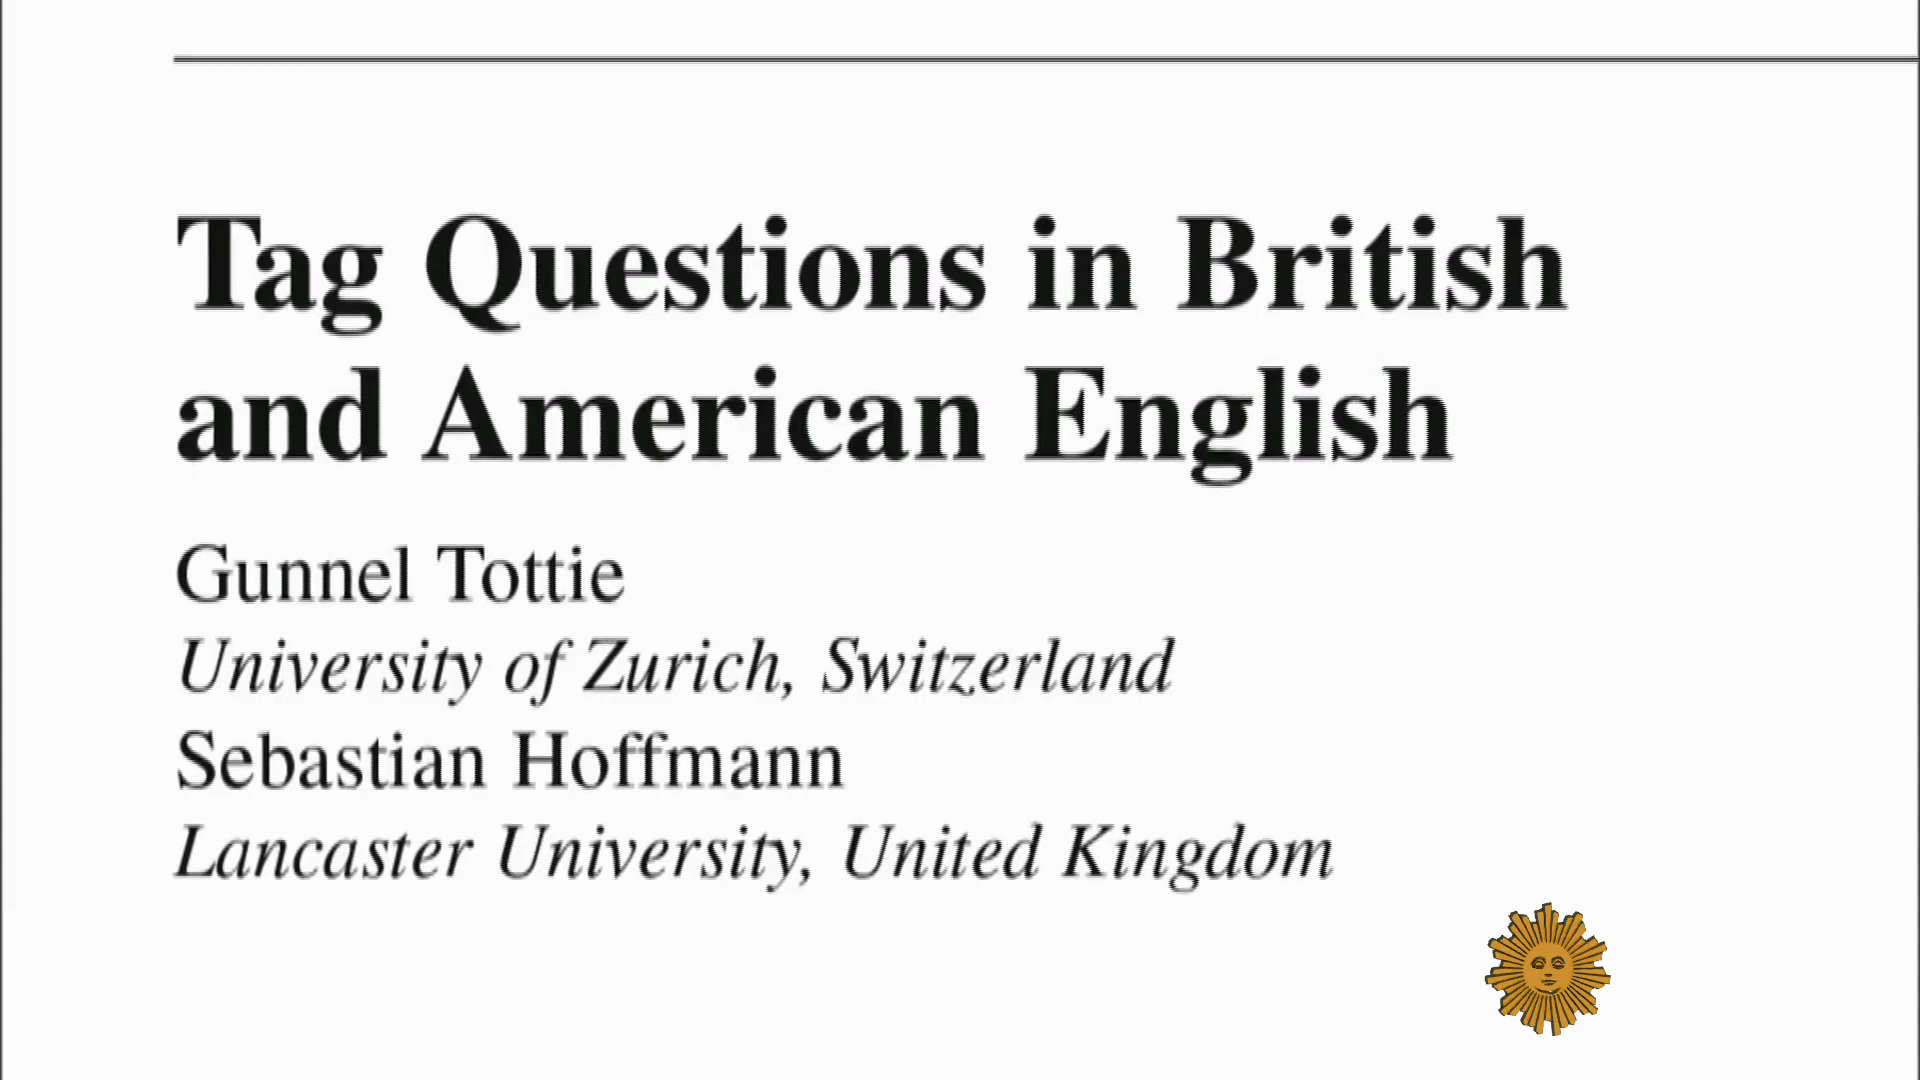 Tag Questions in British
and American English
Gunnel Tottie
University of Zurich, Switzerland
Sebastian Hoffmann
Lancaster University, United Kingdom